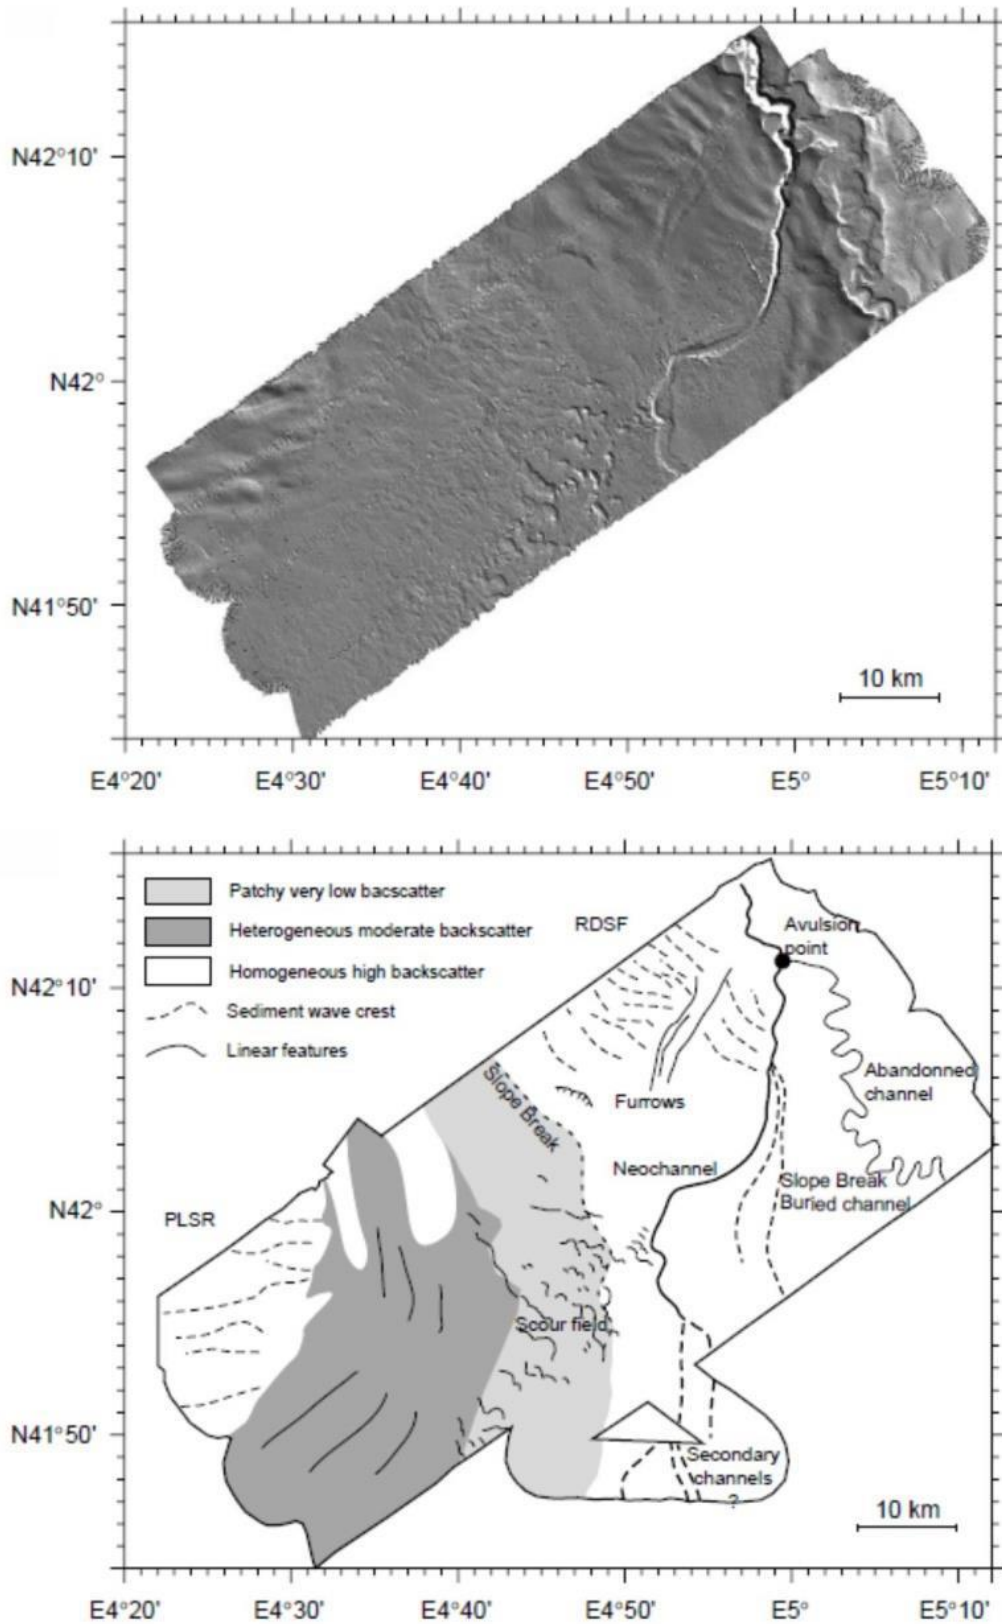 N42°10'
N42°
N41°50'
10 km
E4°20'
E4°30'
E4°40'
E4°50'
E5°
E5°10'
Patchy very low bacscatter
Heterogeneous moderate backscatter
Homogeneous high backscatter
Sediment wave crest
Linear features
RDSF
Avulsion
point
N42°10'
Slope Break
Furrows
Abandonned
channel
Neochannel
Slope Break
Buried channel
N42°
PLSR
Scour field
N41°50'
Secondary
channels
?
10 km
E4°20'
E4°30'
E4°40'
E4°50'
E5°
E5°10'